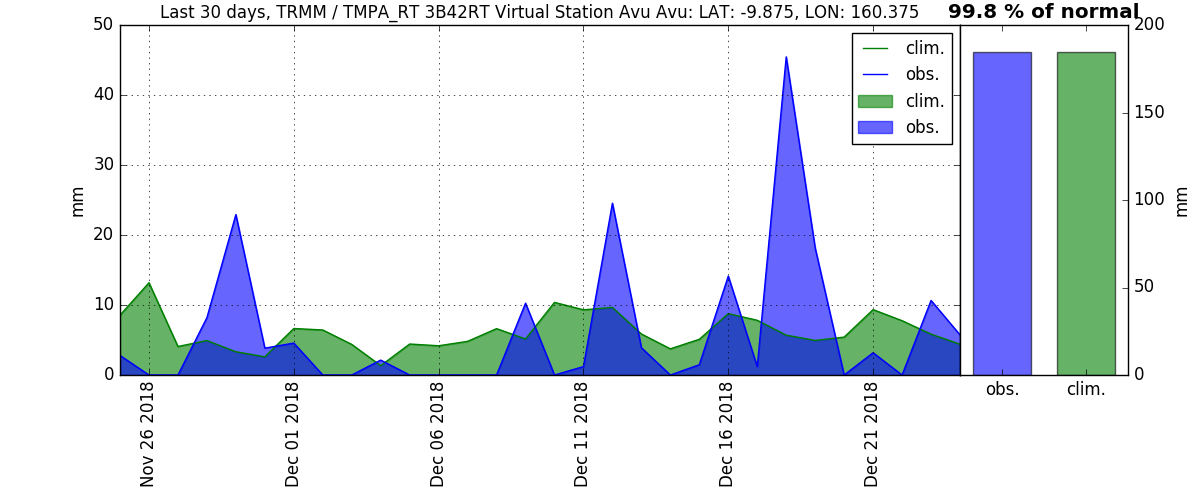 Last 30 days, TRMM / TMPA_RT 3B42RT Virtual Station Avu Avu: LAT: -9.875, LON: 160.375
99.8 % of normal
50
40
30
20
10
0
mm
clim.
obs.
clim.
obs.
200
150
100
50
0
mm
obs.
clim.
Nov 26 2018
Dec 01 2018
Dec 06 2018
Dec 11 2018
Dec 16 2018
Dec 21 2018